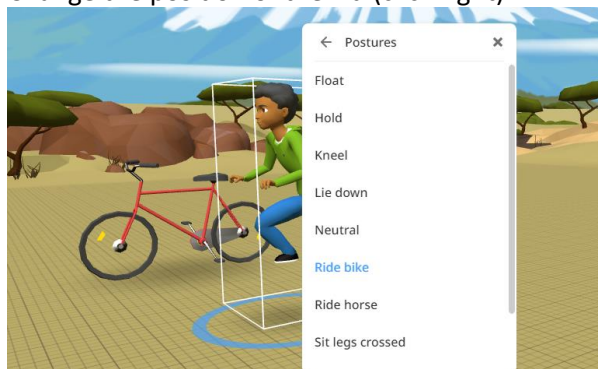 ← Postures ×
Float
Hold
Kneel
Lie down
Neutral
Ride bike
Ride horse
Sit legs crossed